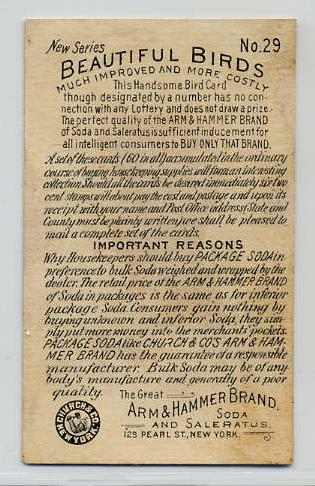 New Series No. 29
BEAUTIFUL BIRDS
MUCH IMPROVED AND MORE COSTLY
This Handsome Bird Card
though designated by a number has no con-
nection with any Lottery and does not draw a prize.
The perfect quality of the ARM & HAMMER BRAND
of Soda and Saleratus is sufficient inducement for
all intelligent consumers to BUY ONLY THAT BRAND.
A set of these cards (60 in all) accumulated in the ordinary
course of buying housekeeping supplies will form an interesting
collection. Should all the cards be desired immediately six two
cent stamps will about pay the cost and postage and upon its
receipt with your name and Post Office address, State and
County must be plainly written, we shall be pleased to
mail a complete set of the cards.
IMPORTANT REASONS
Why Housekeepers should buy PACKAGE SODA in
preference to bulk Soda weighed and wrapped by the
dealer. The retail price of the ARM & HAMMER BRAND
of Soda in packages is the same as for inferior
package Soda. Consumers gain nothing by
buying unknown and inferior Soda, they sim-
ply put more money into the merchants' pockets.
PACKAGE SODA like CHURCH & CO'S ARM & HAM-
MER BRAND has the guarantee of a responsible
manufacturer. Bulk Soda may be of any
body's manufacture and generally of a poor
quality.
The Great
ARM & HAMMER BRAND
SODA
AND SALERATUS.
129 PEARL ST., NEW YORK.
CHURCH & CO.
NEW YORK